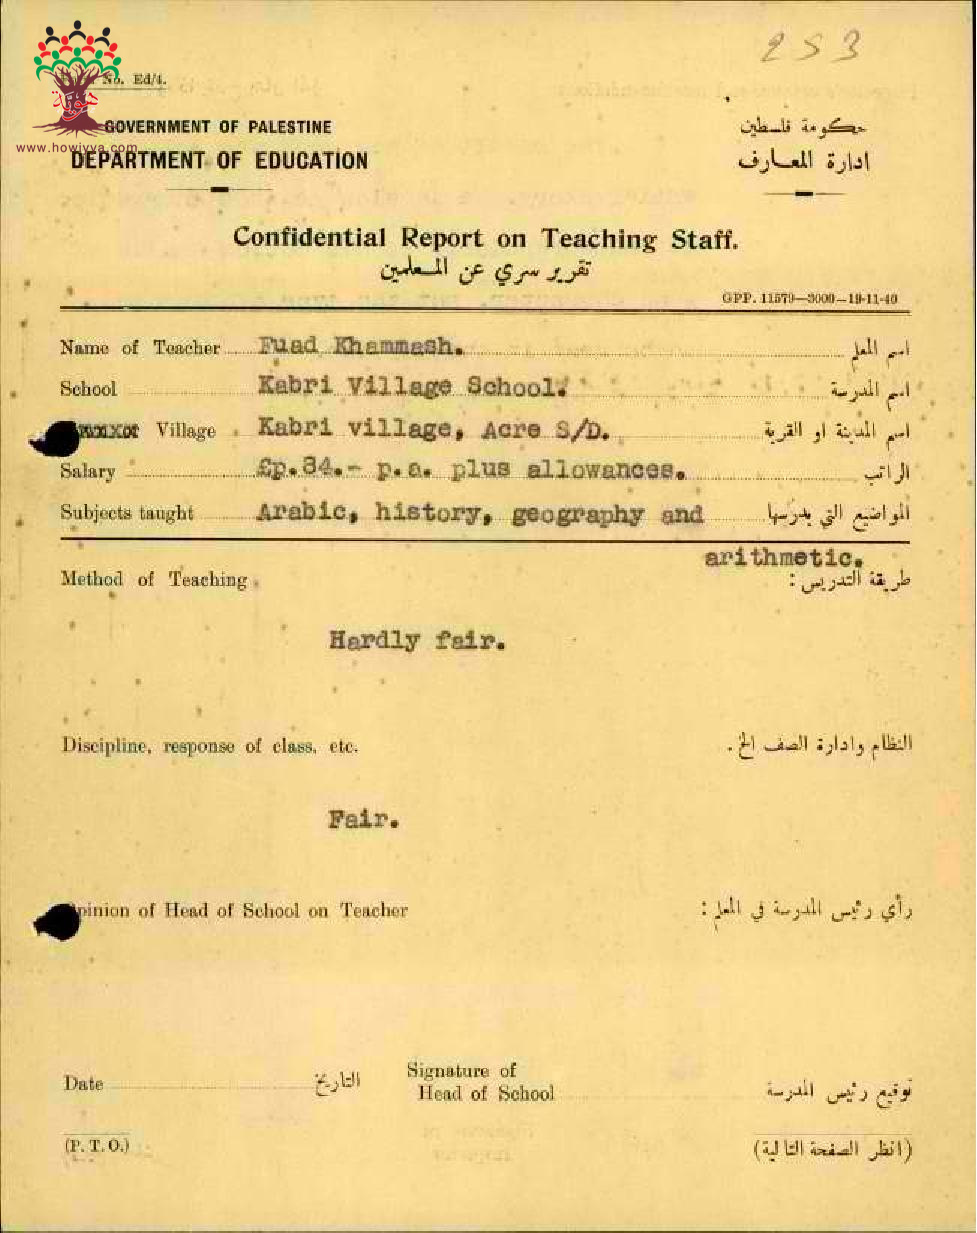 253
No. Ed/4.
www.howiyya.com
GOVERNMENT OF PALESTINE
حكومة فلسطين
DEPARTMENT OF EDUCATION
ادارة المعارف
Confidential Report on Teaching Staff.
تقرير سري عن المعلمين
GPP. 11579—3000—19-11-40
Name of Teacher Fuad Khammash. اسم المعلم
School Kabri Village School. اسم المدرسة
Village Kabri village, Acre S/D. اسم المدينة او القرية
Salary £p.84.- p.a. plus allowances. الراتب
Subjects taught Arabic, history, geography and المواضيع التي يدرسها
arithmetic.
Method of Teaching طريقة التدريس :
Hardly fair.
Discipline, response of class, etc. النظام وادارة الصف الخ .
Fair.
Opinion of Head of School on Teacher رأي رئيس المدرسة في المعلم :
Date التاريخ Signature of
Head of School توقيع رئيس المدرسة
(P. T. O.) (انظر الصفحة التالية)